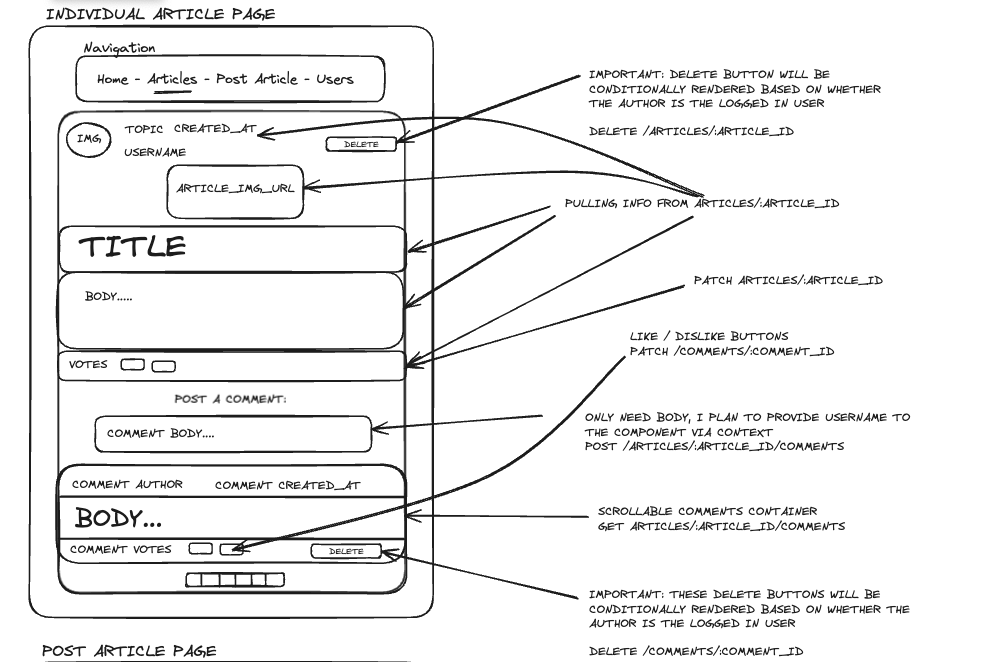 INDIVIDUAL ARTICLE PAGE
Navigation
Home - Articles - Post Article - Users
IMG
TOPIC CREATED_AT
USERNAME
DELETE
ARTICLE_IMG_URL
TITLE
BODY.....
VOTES
POST A COMMENT:
COMMENT BODY....
COMMENT AUTHOR
COMMENT CREATED_AT
BODY...
COMMENT VOTES
DELETE
IMPORTANT: DELETE BUTTON WILL BE
CONDITIONALLY RENDERED BASED ON WHETHER
THE AUTHOR IS THE LOGGED IN USER
DELETE /ARTICLES/:ARTICLE_ID
PULLING INFO FROM ARTICLES/:ARTICLE_ID
PATCH ARTICLES/:ARTICLE_ID
LIKE / DISLIKE BUTTONS
PATCH /COMMENTS/:COMMENT_ID
ONLY NEED BODY, I PLAN TO PROVIDE USERNAME TO
THE COMPONENT VIA CONTEXT
POST /ARTICLES/:ARTICLE_ID/COMMENTS
SCROLLABLE COMMENTS CONTAINER
GET ARTICLES/:ARTICLE_ID/COMMENTS
IMPORTANT: THESE DELETE BUTTONS WILL BE
CONDITIONALLY RENDERED BASED ON WHETHER THE
AUTHOR IS THE LOGGED IN USER
DELETE /COMMENTS/:COMMENT_ID
POST ARTICLE PAGE